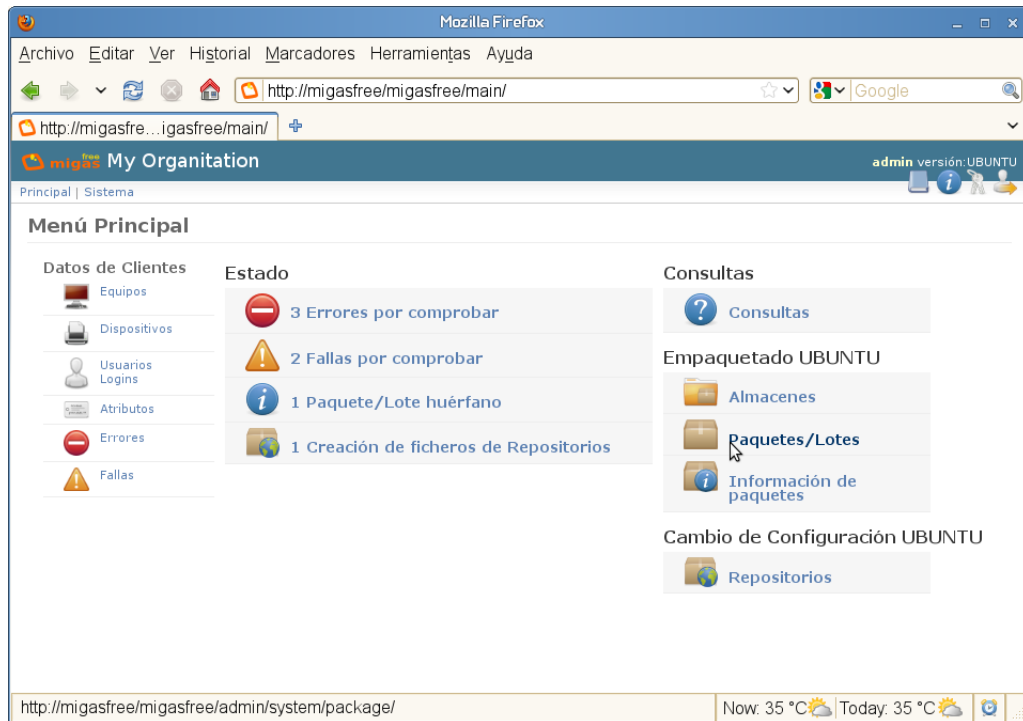 Mozilla Firefox
Archivo Editar Ver Historial Marcadores Herramientas Ayuda
http://migasfree/migasfree/main/
Google
http://migasfre...igasfree/main/
migas free My Organitation
admin versión:UBUNTU
Principal | Sistema
Menú Principal
Datos de Clientes
Equipos
Dispositivos
Usuarios
Logins
Atributos
Errores
Fallas
Estado
3 Errores por comprobar
2 Fallas por comprobar
1 Paquete/Lote huérfano
1 Creación de ficheros de Repositorios
Consultas
Consultas
Empaquetado UBUNTU
Almacenes
Paquetes/Lotes
Información de
paquetes
Cambio de Configuración UBUNTU
Repositorios
http://migasfree/migasfree/admin/system/package/
Now: 35 °C
Today: 35 °C